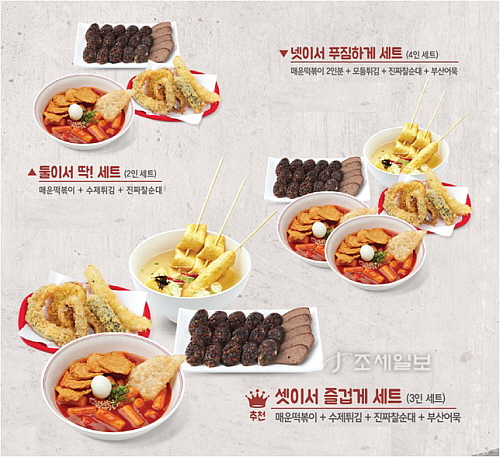 ▼넷이서 푸짐하게 세트 (4인 세트)
매운떡볶이 2인분 + 모듬튀김 + 진짜찰순대 + 부산어묵
▲둘이서 딱! 세트 (2인 세트)
매운떡볶이 + 수제튀김 + 진짜찰순대
조세일보
추천
셋이서 즐겁게 세트 (3인 세트)
매운떡볶이 + 수제튀김 + 진짜찰순대 + 부산어묵